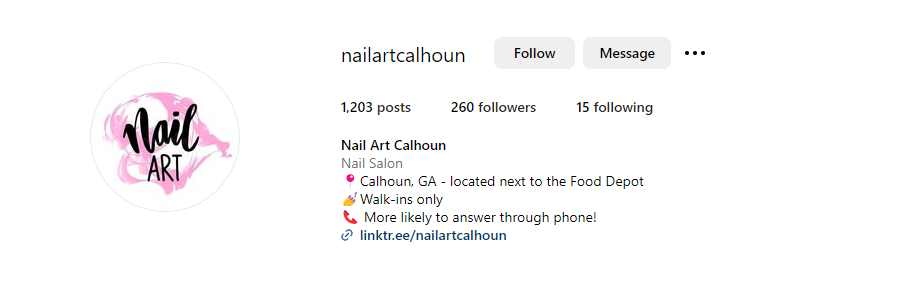 Nail
ART
nailartcalhoun
Follow
Message
1,203 posts
260 followers
15 following
Nail Art Calhoun
Nail Salon
📍Calhoun, GA - located next to the Food Depot
💅Walk-ins only
📞 More likely to answer through phone!
linktr.ee/nailartcalhoun